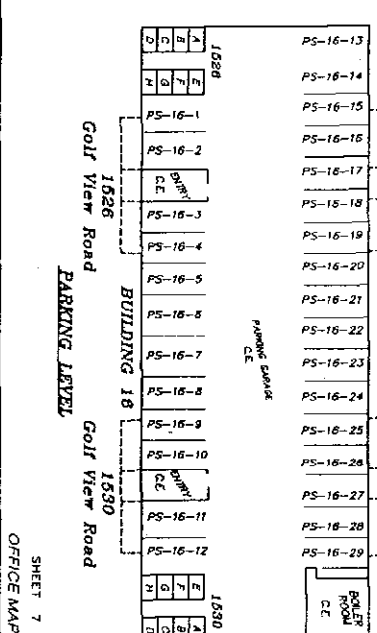 1528
A
B
C
D
E
F
G
H
PS-16-1
PS-16-2
ENTRY
C.E.
PS-16-3
PS-16-4
PS-16-5
PS-16-6
PS-16-7
PS-16-8
PS-16-9
PS-16-10
ENTRY
C.E.
PS-16-11
PS-16-12
E
F
G
H
1530
A
B
C
D
PS-16-13
PS-16-14
PS-16-15
PS-16-16
PS-16-17
PS-16-18
PS-16-19
PS-16-20
PS-16-21
PS-16-22
PS-16-23
PS-16-24
PS-16-25
PS-16-26
PS-16-27
PS-16-28
PS-16-29
BOILER
ROOM
C.E.
PARKING GARAGE
C.E.
1526
Golf View Road
BUILDING 16
1530
Golf View Road
PARKING LEVEL
SHEET 7
OFFICE MAP